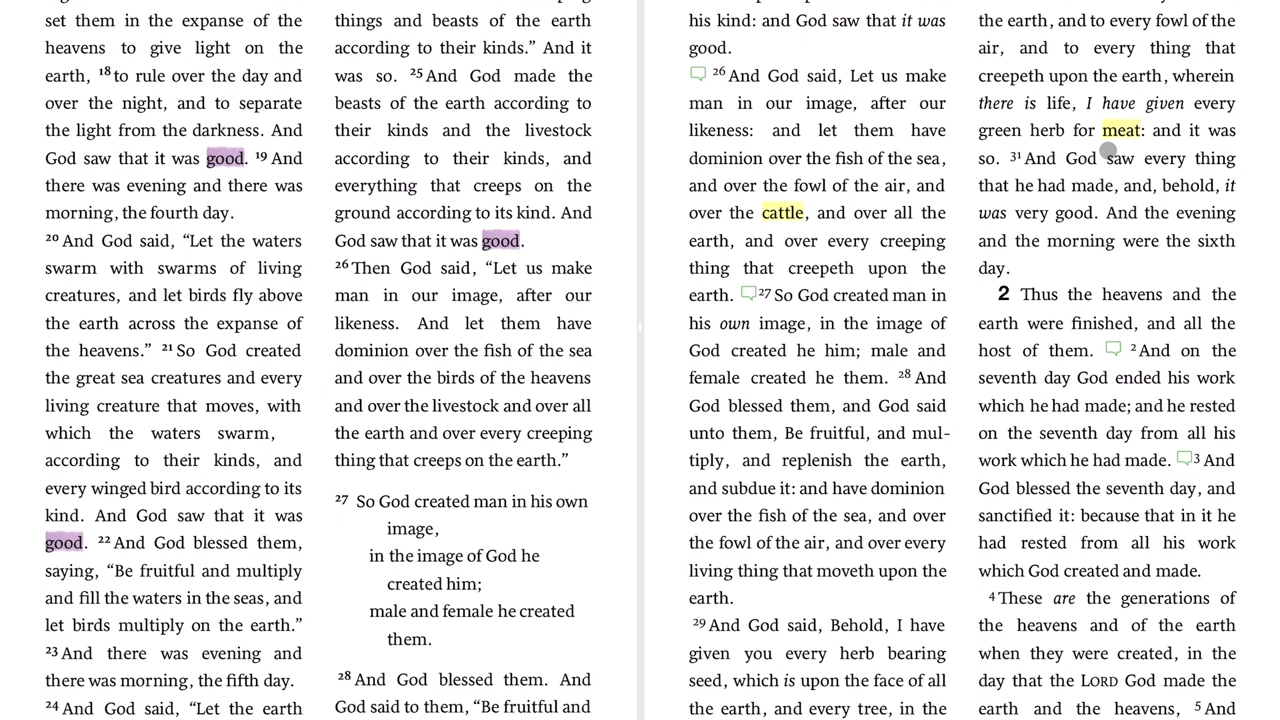 set them in the expanse of the
heavens to give light on the
earth, ¹⁸ to rule over the day and
over the night, and to separate
the light from the darkness. And
God saw that it was good. ¹⁹ And
there was evening and there was
morning, the fourth day.
²⁰ And God said, “Let the waters
swarm with swarms of living
creatures, and let birds fly above
the earth across the expanse of
the heavens.” ²¹ So God created
the great sea creatures and every
living creature that moves, with
which the waters swarm,
according to their kinds, and
every winged bird according to its
kind. And God saw that it was
good. ²² And God blessed them,
saying, “Be fruitful and multiply
and fill the waters in the seas, and
let birds multiply on the earth.”
²³ And there was evening and
there was morning, the fifth day.
²⁴ And God said, “Let the earth
things and beasts of the earth
according to their kinds.” And it
was so. ²⁵ And God made the
beasts of the earth according to
their kinds and the livestock
according to their kinds, and
everything that creeps on the
ground according to its kind. And
God saw that it was good.
²⁶ Then God said, “Let us make
man in our image, after our
likeness. And let them have
dominion over the fish of the sea
and over the birds of the heavens
and over the livestock and over all
the earth and over every creeping
thing that creeps on the earth.”
²⁷ So God created man in his own
image,
in the image of God he
created him;
male and female he created
them.
²⁸ And God blessed them. And
God said to them, “Be fruitful and
his kind: and God saw that it was
good.
²⁶ And God said, Let us make
man in our image, after our
likeness: and let them have
dominion over the fish of the sea,
and over the fowl of the air, and
over the cattle, and over all the
earth, and over every creeping
thing that creepeth upon the
earth. ²⁷ So God created man in
his own image, in the image of
God created he him; male and
female created he them. ²⁸ And
God blessed them, and God said
unto them, Be fruitful, and mul-
tiply, and replenish the earth,
and subdue it: and have dominion
over the fish of the sea, and over
the fowl of the air, and over every
living thing that moveth upon the
earth.
²⁹ And God said, Behold, I have
given you every herb bearing
seed, which is upon the face of all
the earth, and every tree, in the
the earth, and to every fowl of the
air, and to every thing that
creepeth upon the earth, wherein
there is life, I have given every
green herb for meat: and it was
so. ³¹ And God saw every thing
that he had made, and, behold, it
was very good. And the evening
and the morning were the sixth
day.
2 Thus the heavens and the
earth were finished, and all the
host of them. ² And on the
seventh day God ended his work
which he had made; and he rested
on the seventh day from all his
work which he had made. ³ And
God blessed the seventh day, and
sanctified it: because that in it he
had rested from all his work
which God created and made.
⁴ These are the generations of
the heavens and of the earth
when they were created, in the
day that the LORD God made the
earth and the heavens, ⁵ And